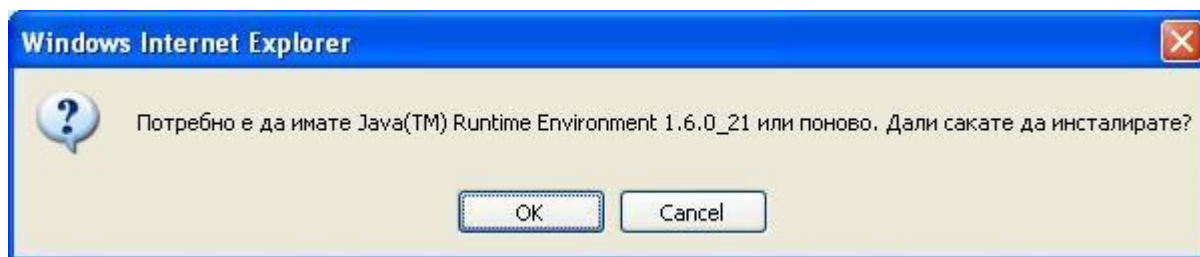 Windows Internet Explorer
Потребно е да имате Java(TM) Runtime Environment 1.6.0_21 или поново. Дали сакате да инсталирате?
OK
Cancel